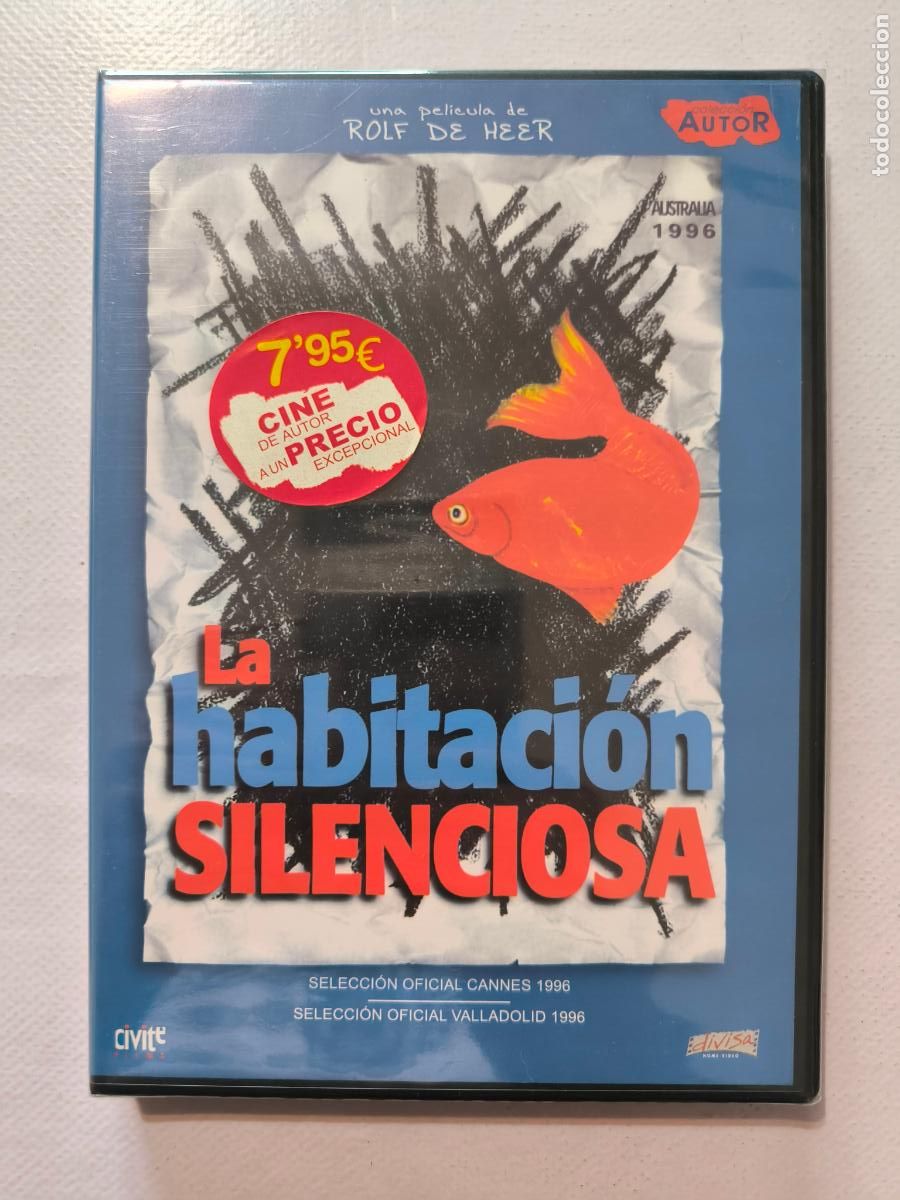 una película de
ROLF DE HEER
colección
AUTOR
AUSTRALIA
1996
7'95€
CINE
DE AUTOR
A UN PRECIO
EXCEPCIONAL
La
habitación
SILENCIOSA
SELECCIÓN OFICIAL CANNES 1996
SELECCIÓN OFICIAL VALLADOLID 1996
civite
FILMS
divisa
HOME VIDEO
todocoleccion